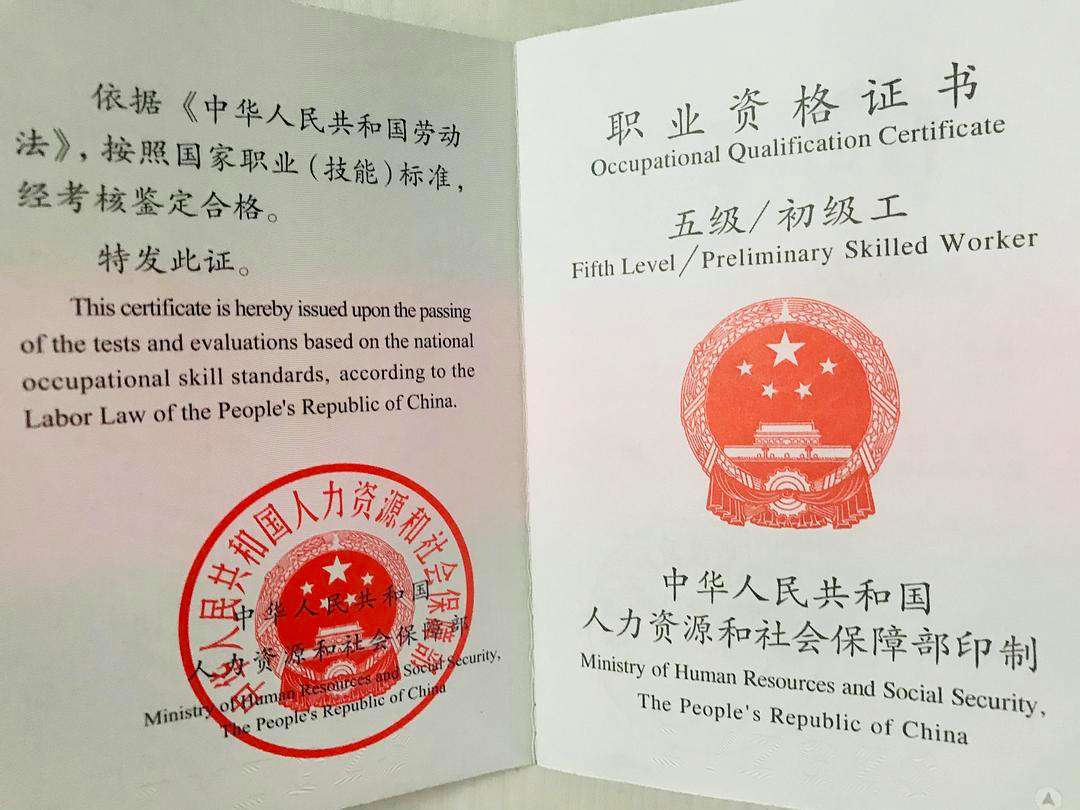 依据《中华人民共和国劳动
法》，按照国家职业（技能）标准，
经考核鉴定合格。
特发此证。
This certificate is hereby issued upon the passing
of the tests and evaluations based on the national
occupational skill standards, according to the
Labor Law of the People's Republic of China.
中华人民共和国人力资源和社会保障部
中华人民共和国
人力资源和社会保障部
Ministry of Human Resources and Social Security,
The People's Republic of China
职业资格证书
Occupational Qualification Certificate
五级/初级工
Fifth Level/Preliminary Skilled Worker
中华人民共和国
人力资源和社会保障部印制
Ministry of Human Resources and Social Security,
The People's Republic of China